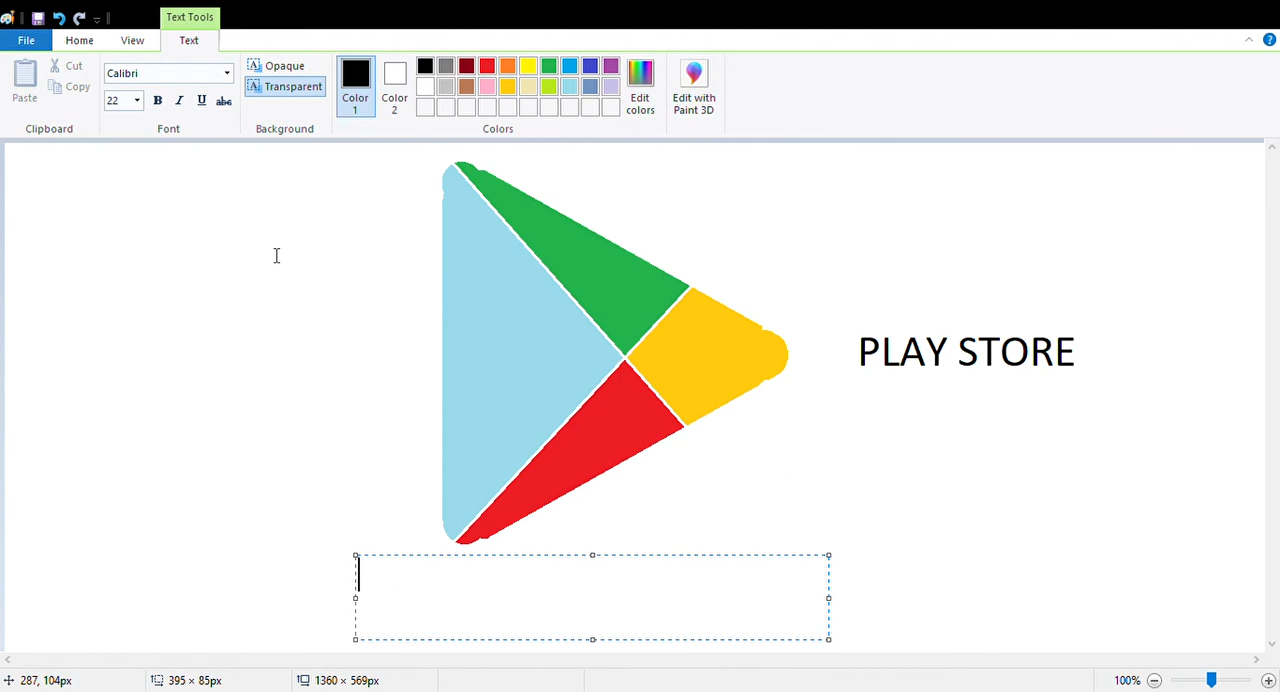 Text Tools
File
Home
View
Text
Paste
Cut
Copy
Clipboard
Calibri
22
B
I
U
abc
Font
A Opaque
A Transparent
Background
Color
1
Color
2
Edit
colors
Colors
Edit with
Paint 3D
PLAY STORE
287, 104px
395 × 85px
1360 × 569px
100%